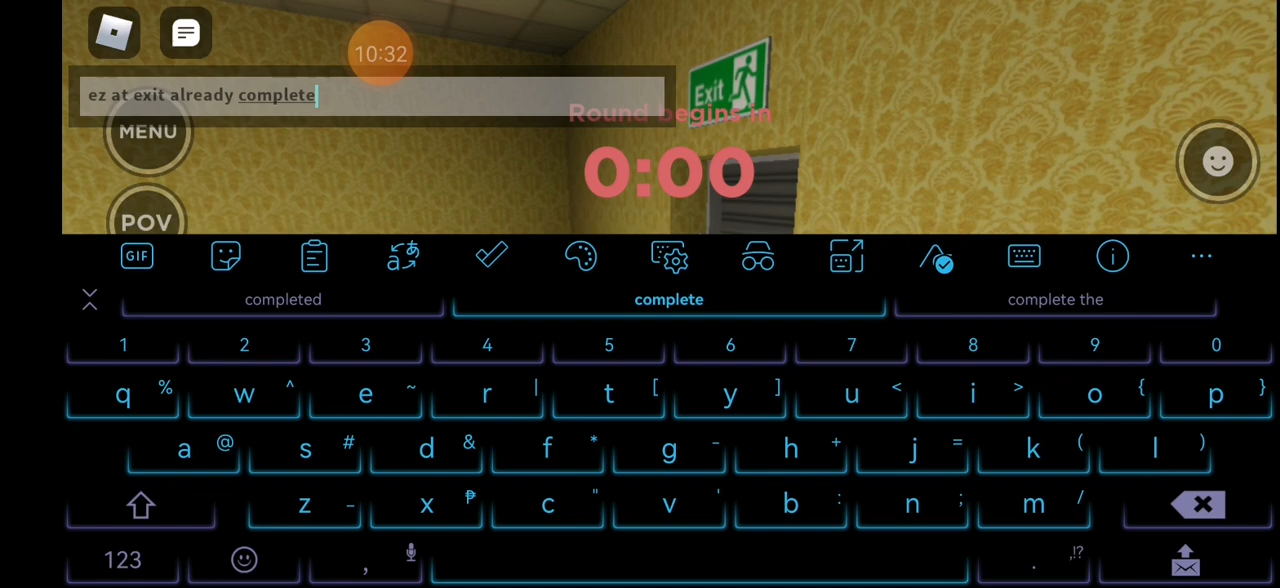 10:32
ez at exit already complete
Exit
MENU
Round begins in
0:00
POV
GIF
completed complete complete the
1 2 3 4 5 6 7 8 9 0
q % w ^ e ~ r | t [ y ] u < i > o { p }
a @ s # d & f * g - h + j = k ( l )
z _ x ₱ c " v ' b : n ; m /
123 , . ,!?